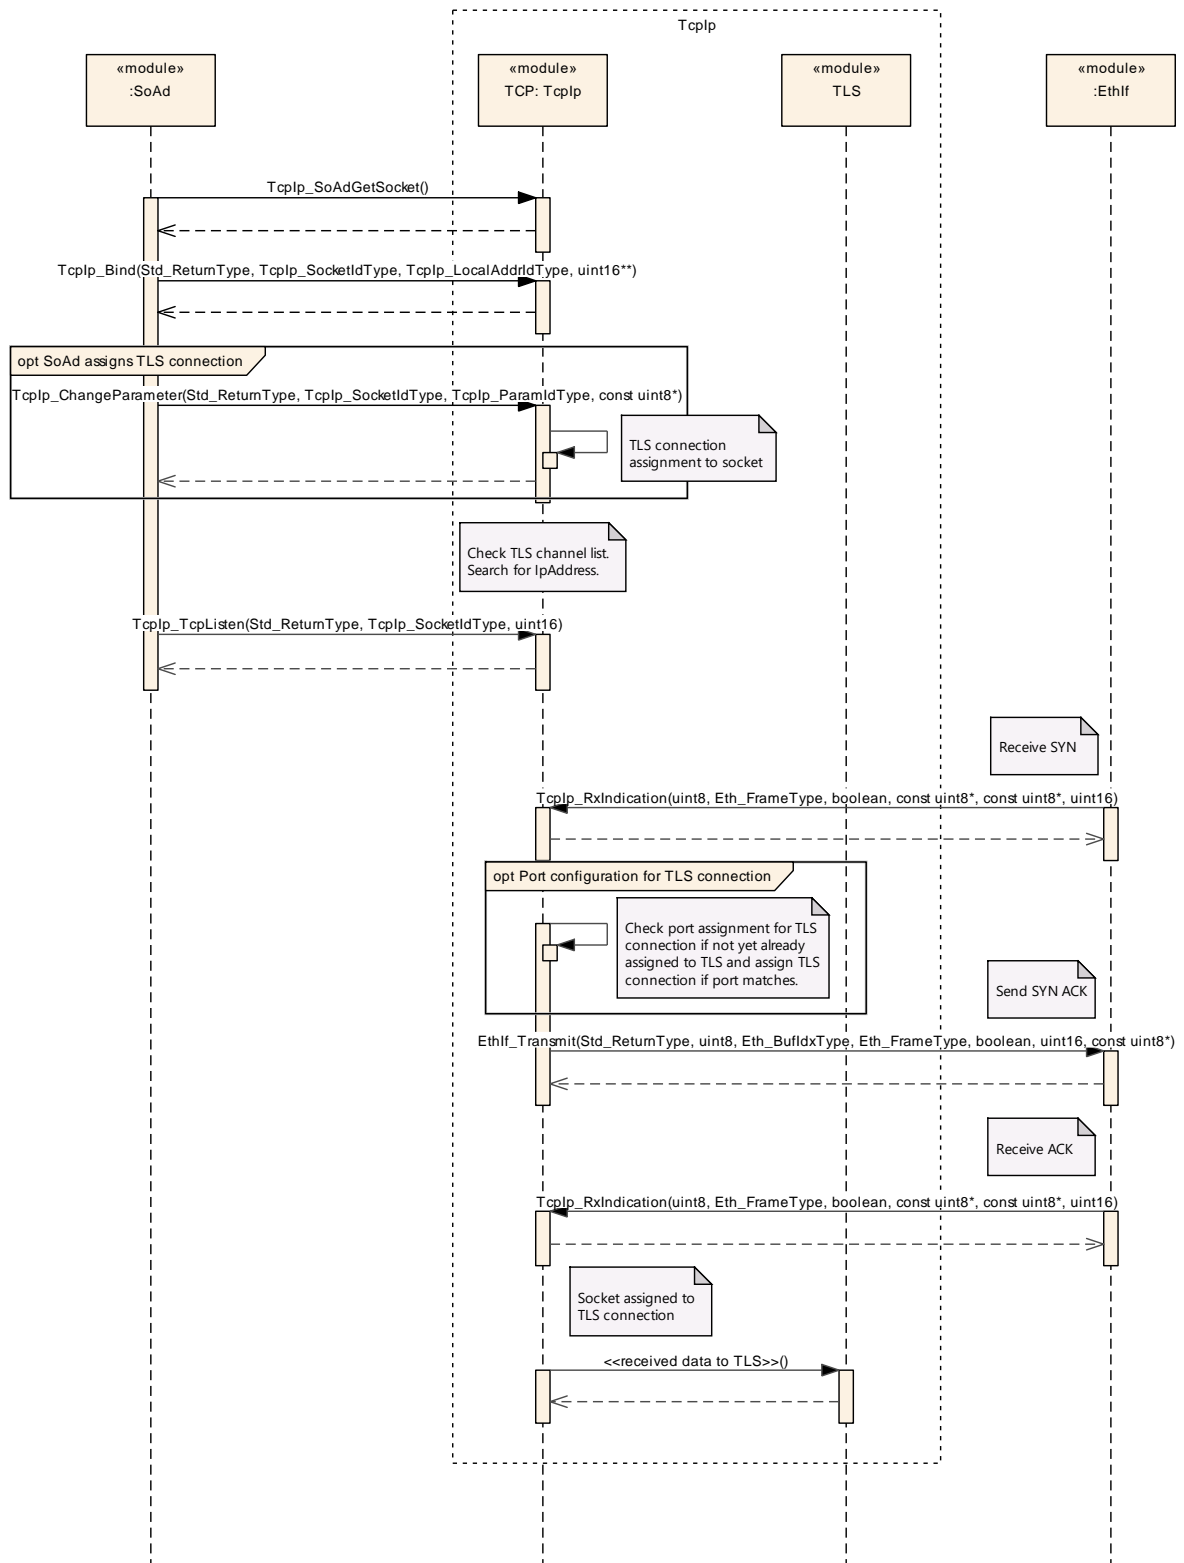 TcpIp
«module»
:SoAd
«module»
TCP: TcpIp
«module»
TLS
«module»
:EthIf
TcpIp_SoAdGetSocket()
TcpIp_Bind(Std_ReturnType, TcpIp_SocketIdType, TcpIp_LocalAddrIdType, uint16**)
opt SoAd assigns TLS connection
TcpIp_ChangeParameter(Std_ReturnType, TcpIp_SocketIdType, TcpIp_ParamIdType, const uint8*)
TLS connection
assignment to socket
Check TLS channel list.
Search for IpAddress.
TcpIp_TcpListen(Std_ReturnType, TcpIp_SocketIdType, uint16)
Receive SYN
TcpIp_RxIndication(uint8, Eth_FrameType, boolean, const uint8*, const uint8*, uint16)
opt Port configuration for TLS connection
Check port assignment for TLS
connection if not yet already
assigned to TLS and assign TLS
connection if port matches.
Send SYN ACK
EthIf_Transmit(Std_ReturnType, uint8, Eth_BufIdxType, Eth_FrameType, boolean, uint16, const uint8*)
Receive ACK
TcpIp_RxIndication(uint8, Eth_FrameType, boolean, const uint8*, const uint8*, uint16)
Socket assigned to
TLS connection
<<received data to TLS>>()